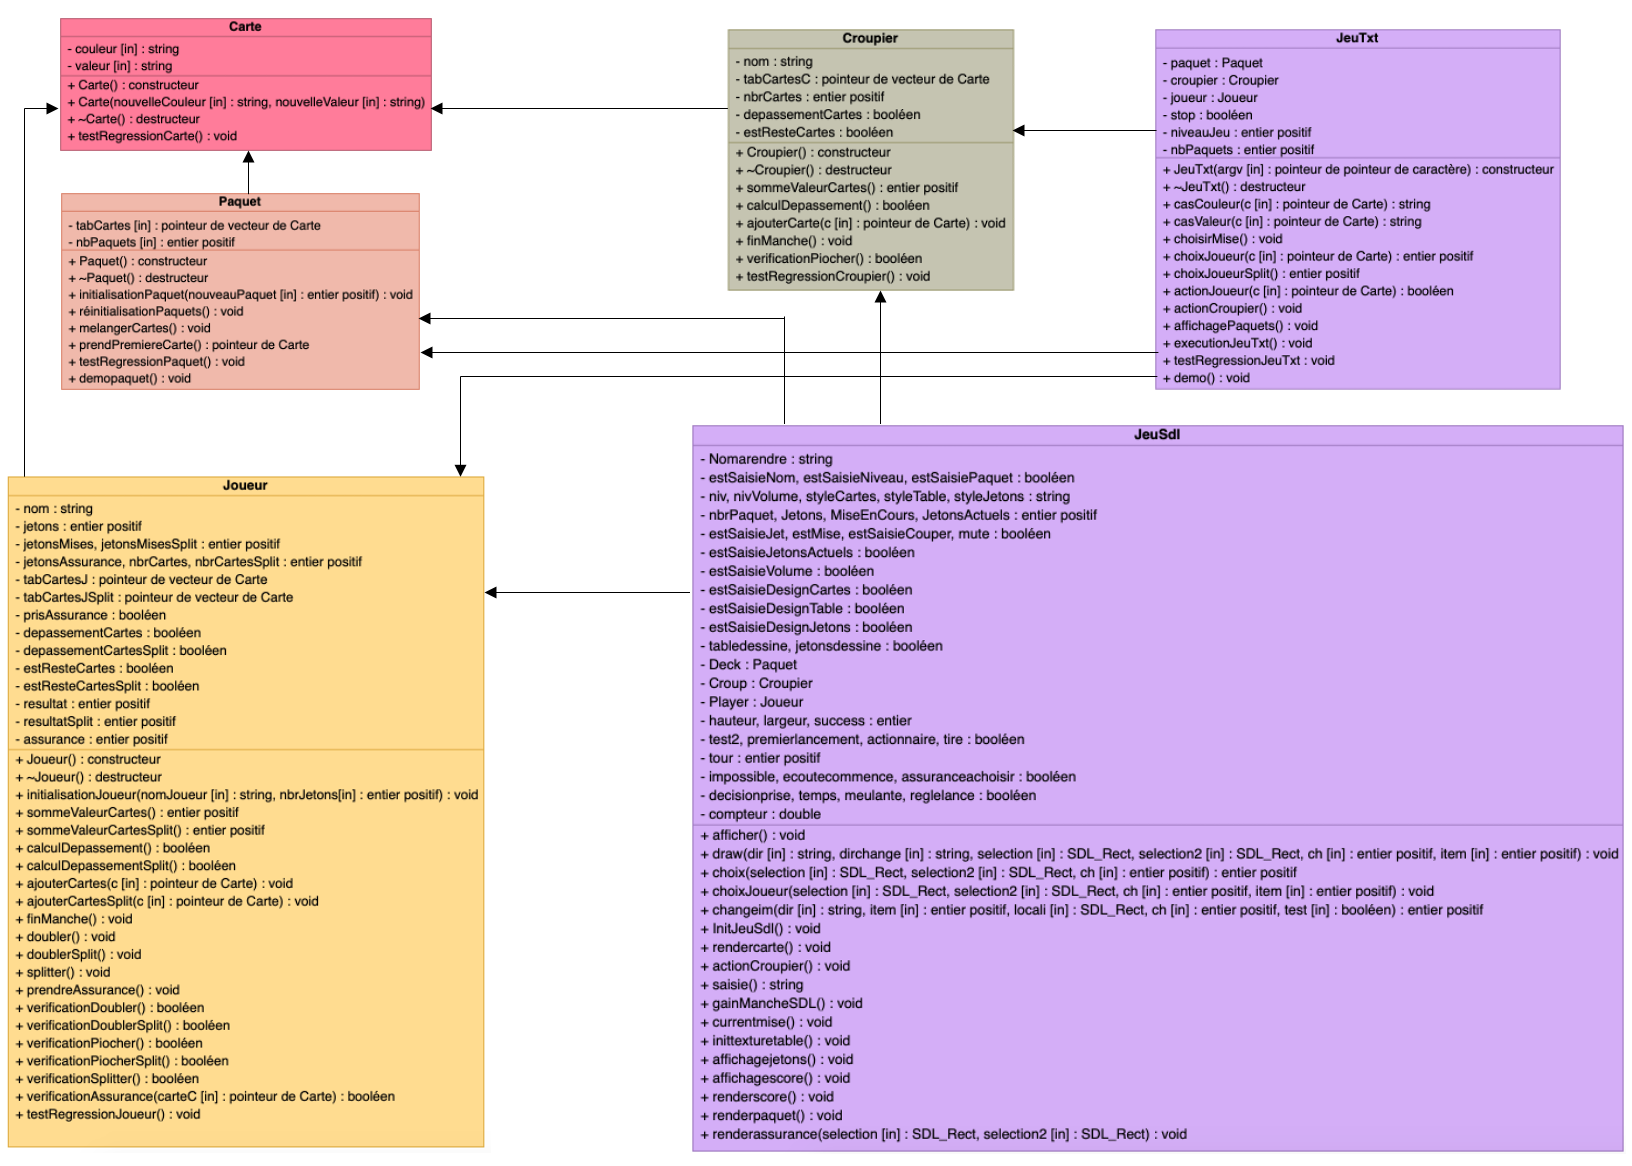 Carte
- couleur [in] : string
- valeur [in] : string
+ Carte() : constructeur
+ Carte(nouvelleCouleur [in] : string, nouvelleValeur [in] : string)
+ ~Carte() : destructeur
+ testRegressionCarte() : void
Paquet
- tabCartes [in] : pointeur de vecteur de Carte
- nbPaquets [in] : entier positif
+ Paquet() : constructeur
+ ~Paquet() : destructeur
+ initialisationPaquet(nouveauPaquet [in] : entier positif) : void
+ réinitialisationPaquets() : void
+ melangerCartes() : void
+ prendPremiereCarte() : pointeur de Carte
+ testRegressionPaquet() : void
+ demopaquet() : void
Croupier
- nom : string
- tabCartesC : pointeur de vecteur de Carte
- nbrCartes : entier positif
- depassementCartes : booléen
- estResteCartes : booléen
+ Croupier() : constructeur
+ ~Croupier() : destructeur
+ sommeValeurCartes() : entier positif
+ calculDepassement() : booléen
+ ajouterCarte(c [in] : pointeur de Carte) : void
+ finManche() : void
+ verificationPiocher() : booléen
+ testRegressionCroupier() : void
JeuTxt
- paquet : Paquet
- croupier : Croupier
- joueur : Joueur
- stop : booléen
- niveauJeu : entier positif
- nbPaquets : entier positif
+ JeuTxt(argv [in] : pointeur de pointeur de caractère) : constructeur
+ ~JeuTxt() : destructeur
+ casCouleur(c [in] : pointeur de Carte) : string
+ casValeur(c [in] : pointeur de Carte) : string
+ choisirMise() : void
+ choixJoueur(c [in] : pointeur de Carte) : entier positif
+ choixJoueurSplit() : entier positif
+ actionJoueur(c [in] : pointeur de Carte) : booléen
+ actionCroupier() : void
+ affichagePaquets() : void
+ executionJeuTxt() : void
+ testRegressionJeuTxt : void
+ demo() : void
Joueur
- nom : string
- jetons : entier positif
- jetonsMises, jetonsMisesSplit : entier positif
- jetonsAssurance, nbrCartes, nbrCartesSplit : entier positif
- tabCartesJ : pointeur de vecteur de Carte
- tabCartesJSplit : pointeur de vecteur de Carte
- prisAssurance : booléen
- depassementCartes : booléen
- depassementCartesSplit : booléen
- estResteCartes : booléen
- estResteCartesSplit : booléen
- resultat : entier positif
- resultatSplit : entier positif
- assurance : entier positif
+ Joueur() : constructeur
+ ~Joueur() : destructeur
+ initialisationJoueur(nomJoueur [in] : string, nbrJetons[in] : entier positif) : void
+ sommeValeurCartes() : entier positif
+ sommeValeurCartesSplit() : entier positif
+ calculDepassement() : booléen
+ calculDepassementSplit() : booléen
+ ajouterCartes(c [in] : pointeur de Carte) : void
+ ajouterCartesSplit(c [in] : pointeur de Carte) : void
+ finManche() : void
+ doubler() : void
+ doublerSplit() : void
+ splitter() : void
+ prendreAssurance() : void
+ verificationDoubler() : booléen
+ verificationDoublerSplit() : booléen
+ verificationPiocher() : booléen
+ verificationPiocherSplit() : booléen
+ verificationSplitter() : booléen
+ verificationAssurance(carteC [in] : pointeur de Carte) : booléen
+ testRegressionJoueur() : void
JeuSdl
- Nomarendre : string
- estSaisieNom, estSaisieNiveau, estSaisiePaquet : booléen
- niv, nivVolume, styleCartes, styleTable, styleJetons : string
- nbrPaquet, Jetons, MiseEnCours, JetonsActuels : entier positif
- estSaisieJet, estMise, estSaisieCouper, mute : booléen
- estSaisieJetonsActuels : booléen
- estSaisieVolume : booléen
- estSaisieDesignCartes : booléen
- estSaisieDesignTable : booléen
- estSaisieDesignJetons : booléen
- tabledessine, jetonsdessine : booléen
- Deck : Paquet
- Croup : Croupier
- Player : Joueur
- hauteur, largeur, success : entier
- test2, premierlancement, actionnaire, tire : booléen
- tour : entier positif
- impossible, ecoutecommence, assuranceachoisir : booléen
- decisionprise, temps, meulante, reglelance : booléen
- compteur : double
+ afficher() : void
+ draw(dir [in] : string, dirchange [in] : string, selection [in] : SDL_Rect, selection2 [in] : SDL_Rect, ch [in] : entier positif, item [in] : entier positif) : void
+ choix(selection [in] : SDL_Rect, selection2 [in] : SDL_Rect, ch [in] : entier positif) : entier positif
+ choixJoueur(selection [in] : SDL_Rect, selection2 [in] : SDL_Rect, ch [in] : entier positif, item [in] : entier positif) : void
+ changeim(dir [in] : string, item [in] : entier positif, locali [in] : SDL_Rect, ch [in] : entier positif, test [in] : booléen) : entier positif
+ InitJeuSdl() : void
+ rendercarte() : void
+ actionCroupier() : void
+ saisie() : string
+ gainMancheSDL() : void
+ currentmise() : void
+ inittexturetable() : void
+ affichagejetons() : void
+ affichagescore() : void
+ renderscore() : void
+ renderpaquet() : void
+ renderassurance(selection [in] : SDL_Rect, selection2 [in] : SDL_Rect) : void